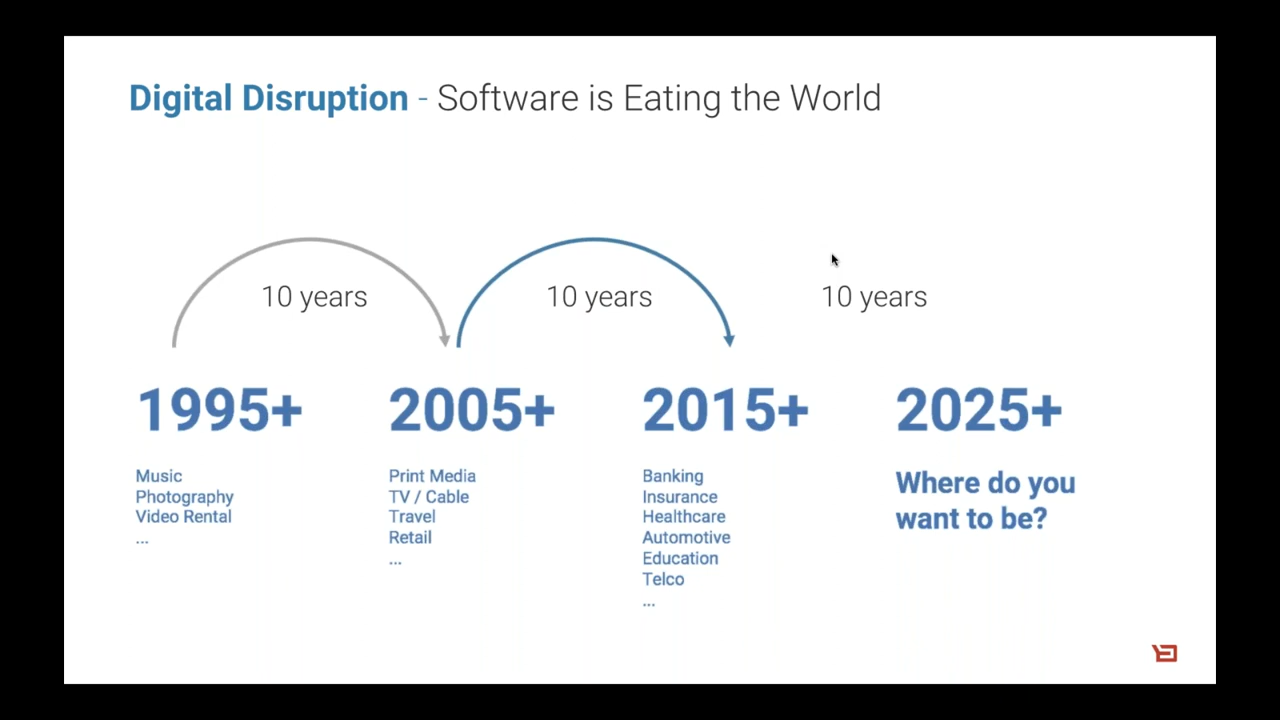 Digital Disruption - Software is Eating the World
10 years
10 years
10 years
1995+
2005+
2015+
2025+
Music
Photography
Video Rental
...
Print Media
TV / Cable
Travel
Retail
...
Banking
Insurance
Healthcare
Automotive
Education
Telco
...
Where do you
want to be?